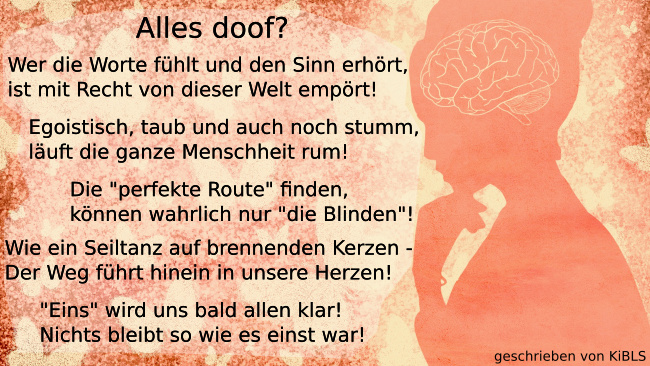 Alles doof?
Wer die Worte fühlt und den Sinn erhört,
ist mit Recht von dieser Welt empört!
Egoistisch, taub und auch noch stumm,
läuft die ganze Menschheit rum!
Die "perfekte Route" finden,
können wahrlich nur "die Blinden"!
Wie ein Seiltanz auf brennenden Kerzen -
Der Weg führt hinein in unsere Herzen!
"Eins" wird uns bald allen klar!
Nichts bleibt so wie es einst war!
geschrieben von KiBLS